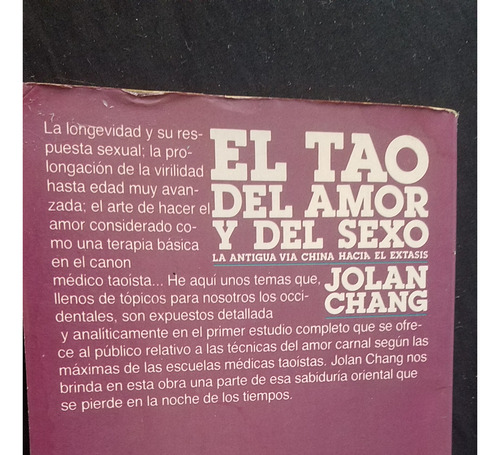 EL TAO
DEL AMOR
Y DEL SEXO
LA ANTIGUA VIA CHINA HACIA EL EXTASIS
JOLAN
CHANG
La longevidad y su res-
puesta sexual; la pro-
longación de la virilidad
hasta edad muy avan-
zada; el arte de hacer el
amor considerado co-
mo una terapia básica
en el canon
médico taoísta... He aqui unos temas que,
llenos de tópicos para nosotros los occi-
dentales, son expuestos detallada
y analíticamente en el primer estudio completo que se ofre-
ce al público relativo a las técnicas del amor carnal según las
máximas de las escuelas médicas taoístas. Jolan Chang nos
brinda en esta obra una parte de esa sabiduría oriental que
se pierde en la noche de los tiempos.